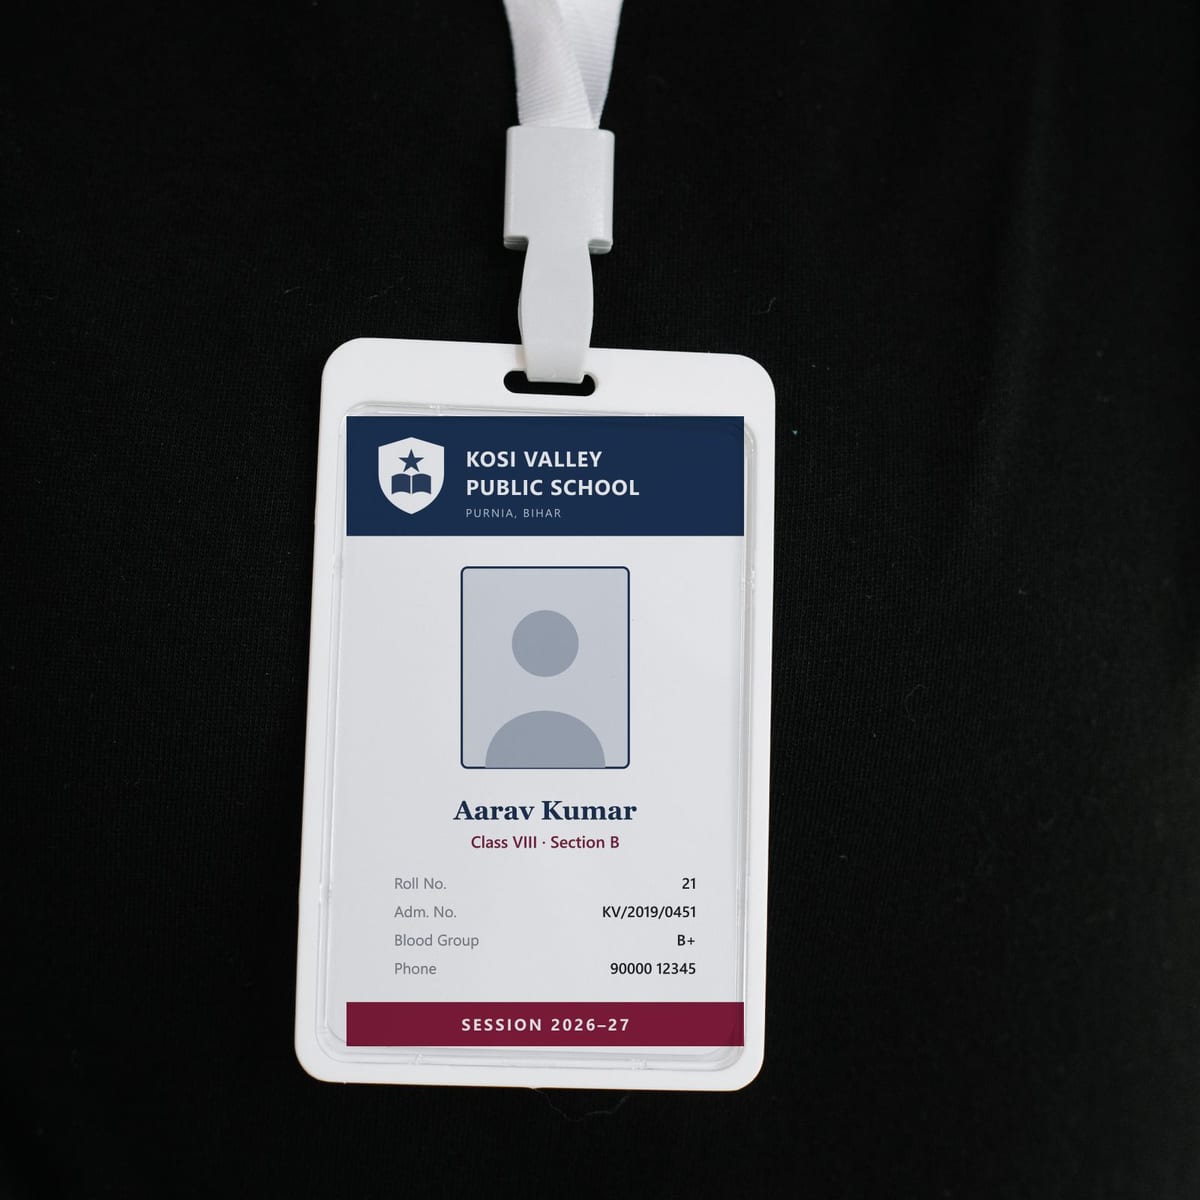 KOSI VALLEY
PUBLIC SCHOOL
PURNIA, BIHAR
Aarav Kumar
Class VIII · Section B
Roll No. 21
Adm. No. KV/2019/0451
Blood Group B+
Phone 90000 12345
SESSION 2026–27